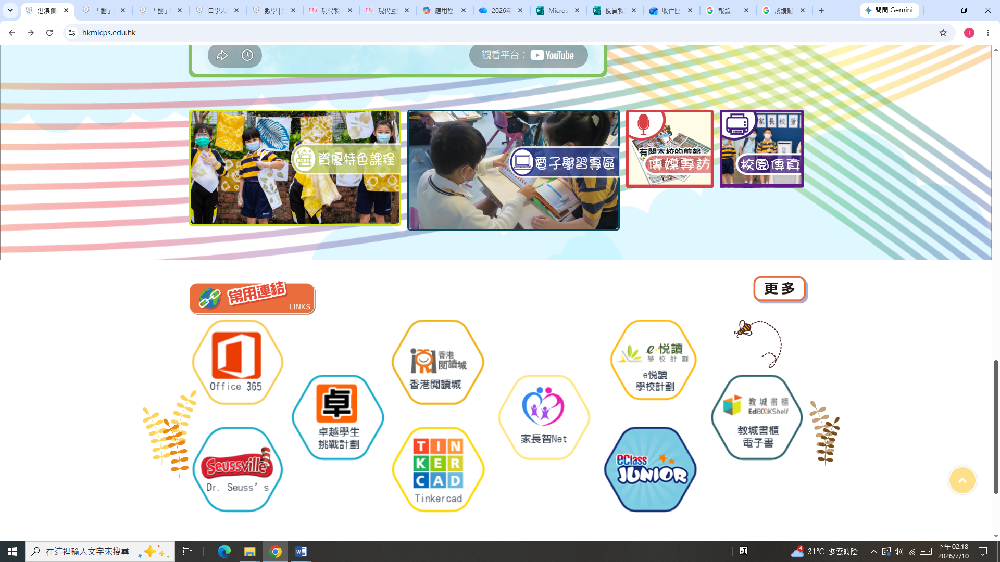 港澳信
「翻」
「翻」
自學天
數學 |
現代教
現代互
應用程
2026年
Micros
優質教
收件匣
報紙 -
成績記
問問 Gemini
hkmlcps.edu.hk
觀看平台：YouTube
資優特色課程
電子學習專區
有關本校的剪報
傳媒專訪
家長校董
校園傳真
常用連結
LINKS
更多
Office 365
香港
閱讀城
香港閱讀城
e·悅讀
學校計劃
e悅讀
學校計劃
卓
卓越學生
挑戰計劃
家長智Net
教城書櫃
EdBOOKShelf
教城書櫃
電子書
Seussville
Dr. Seuss's
TIN
KER
CAD
Tinkercad
eClass
JUNIOR
在這裡輸入文字來搜尋
4
31°C 多雲時陰
下午 02:18
2026/7/10